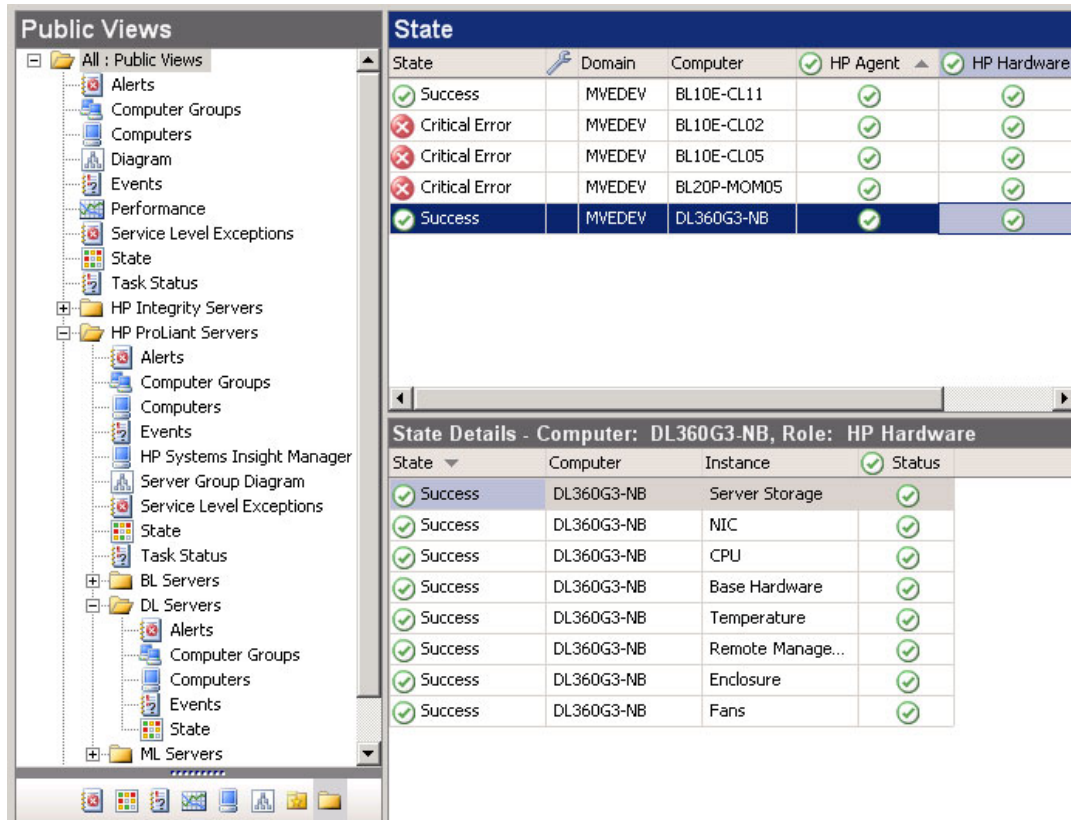 Public Views
All : Public Views
Alerts
Computer Groups
Computers
Diagram
Events
Performance
Service Level Exceptions
State
Task Status
HP Integrity Servers
HP ProLiant Servers
Alerts
Computer Groups
Computers
Events
HP Systems Insight Manager
Server Group Diagram
Service Level Exceptions
State
Task Status
BL Servers
DL Servers
Alerts
Computer Groups
Computers
Events
State
ML Servers
State
State Domain Computer HP Agent HP Hardware
Success MVEDEV BL10E-CL11
Critical Error MVEDEV BL10E-CL02
Critical Error MVEDEV BL10E-CL05
Critical Error MVEDEV BL20P-MOM05
Success MVEDEV DL360G3-NB
State Details - Computer: DL360G3-NB, Role: HP Hardware
State Computer Instance Status
Success DL360G3-NB Server Storage
Success DL360G3-NB NIC
Success DL360G3-NB CPU
Success DL360G3-NB Base Hardware
Success DL360G3-NB Temperature
Success DL360G3-NB Remote Manage...
Success DL360G3-NB Enclosure
Success DL360G3-NB Fans